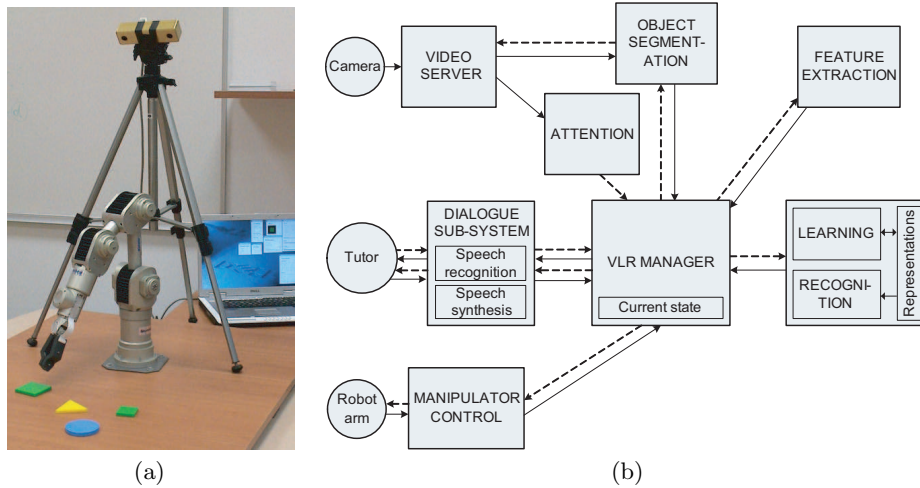 Camera
VIDEO
SERVER
OBJECT
SEGMENT-
ATION
FEATURE
EXTRACTION
ATTENTION
Tutor
DIALOGUE
SUB-SYSTEM
Speech
recognition
Speech
synthesis
VLR MANAGER
Current state
LEARNING
RECOGNI-
TION
Representations
Robot
arm
MANIPULATOR
CONTROL
(a)
(b)